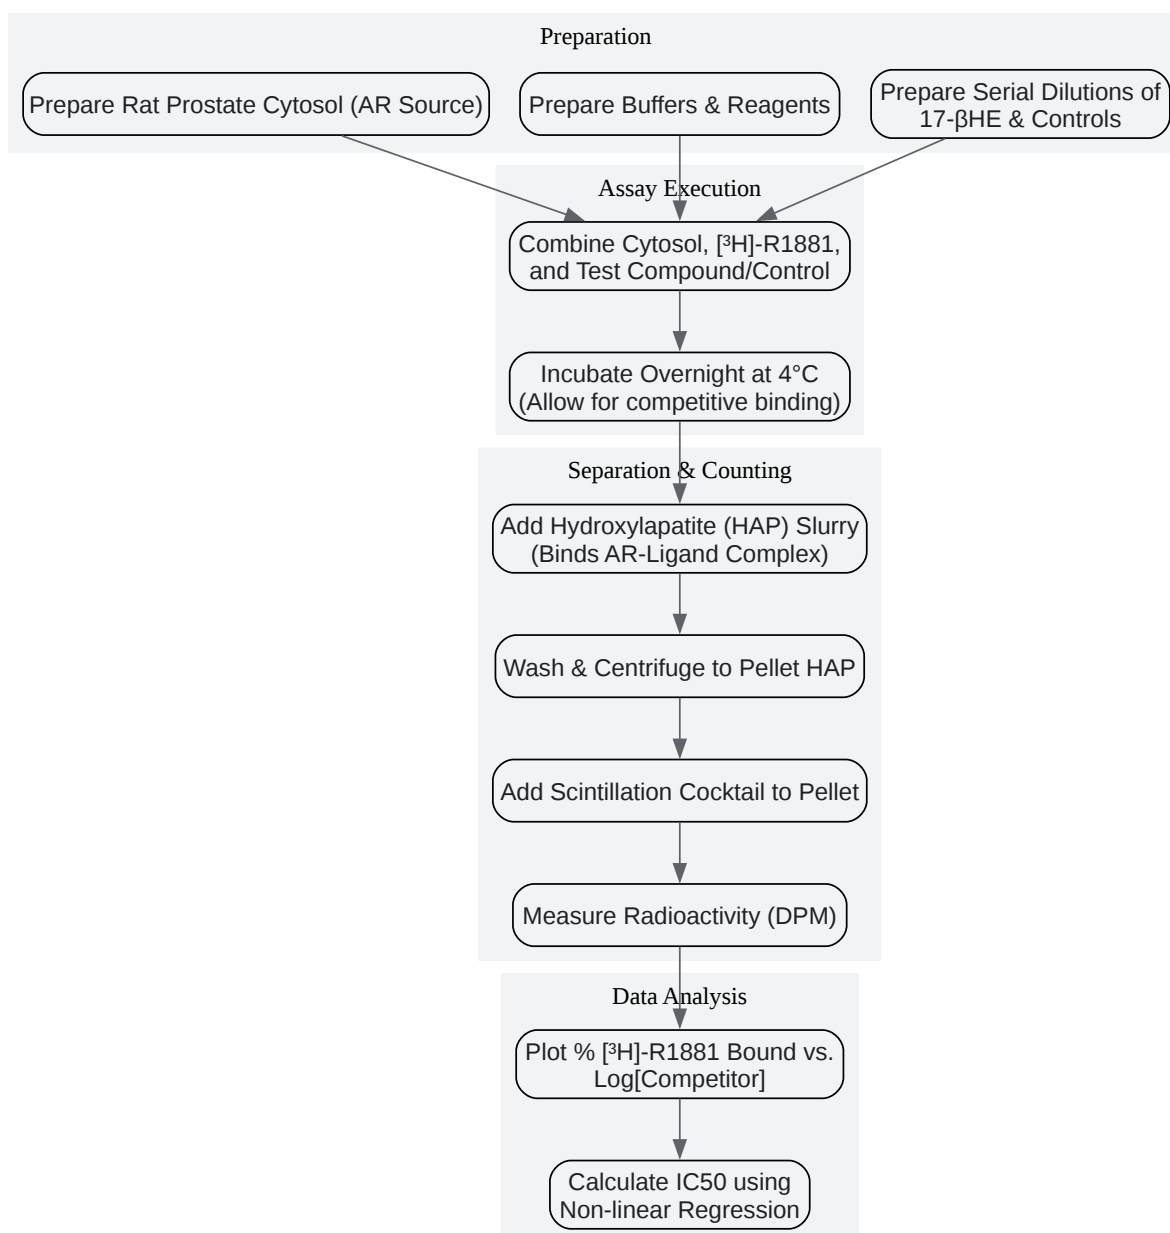 Preparation
Prepare Rat Prostate Cytosol (AR Source)
Prepare Buffers & Reagents
Prepare Serial Dilutions of
17-βHE & Controls
Assay Execution
Combine Cytosol, [³H]-R1881,
and Test Compound/Control
Incubate Overnight at 4°C
(Allow for competitive binding)
Separation & Counting
Add Hydroxylapatite (HAP) Slurry
(Binds AR-Ligand Complex)
Wash & Centrifuge to Pellet HAP
Add Scintillation Cocktail to Pellet
Measure Radioactivity (DPM)
Data Analysis
Plot % [³H]-R1881 Bound vs.
Log[Competitor]
Calculate IC50 using
Non-linear Regression